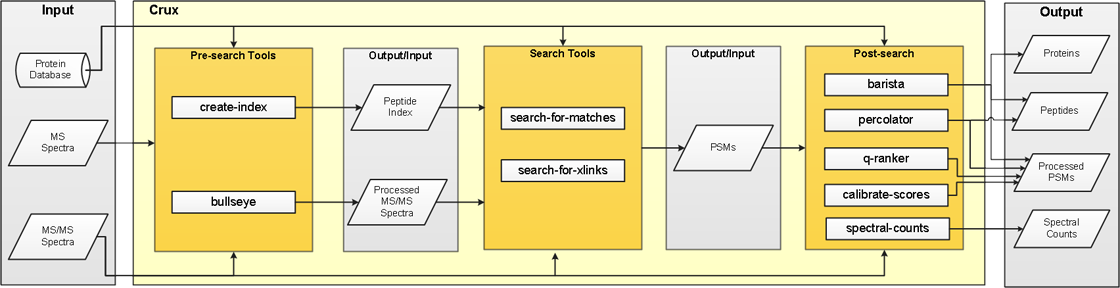 Input
Protein
Database
MS
Spectra
MS/MS
Spectra
Crux
Pre-search Tools
create-index
bullseye
Output/Input
Peptide
Index
Processed
MS/MS
Spectra
Search Tools
search-for-matches
search-for-xlinks
Output/Input
PSMs
Post-search
barista
percolator
q-ranker
calibrate-scores
spectral-counts
Output
Proteins
Peptides
Processed
PSMs
Spectral
Counts